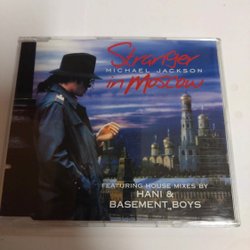 Stranger
MICHAEL JACKSON
in Moscow
FEATURING HOUSE MIXES BY
HANI &
BASEMENT BOYS